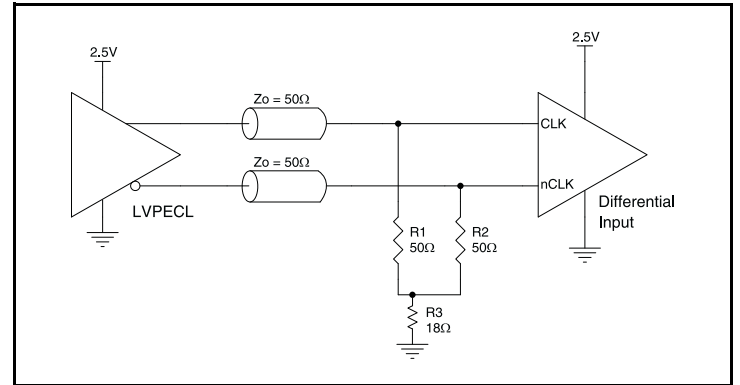 2.5V
2.5V
Zo = 50Ω
CLK
Zo = 50Ω
nCLK
LVPECL
Differential
Input
R1
50Ω
R2
50Ω
R3
18Ω